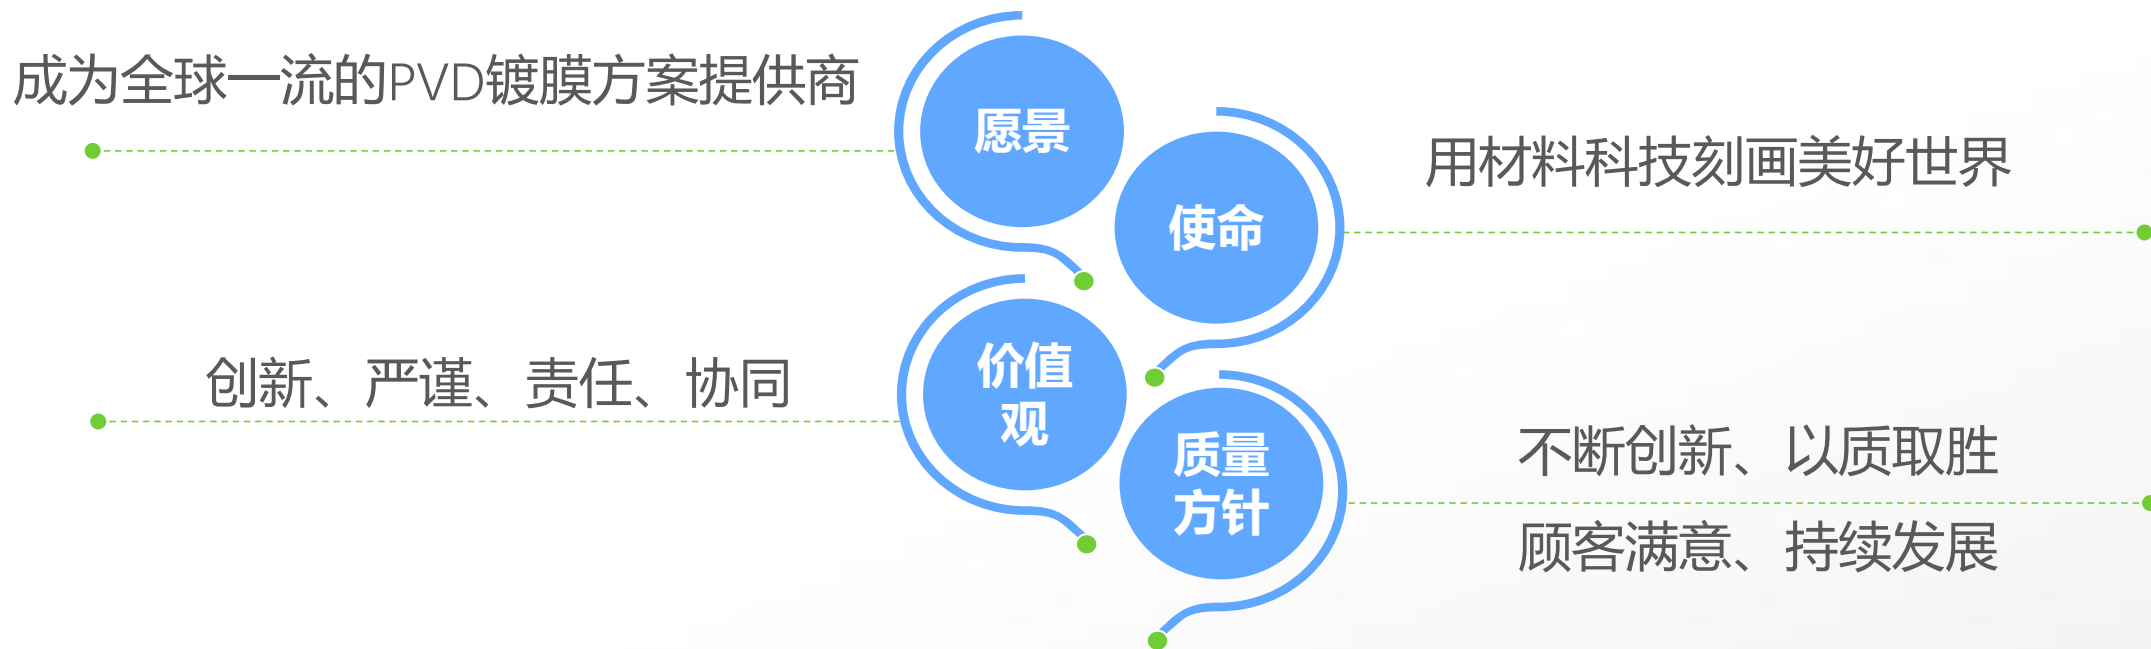 成为全球一流的PVD镀膜方案提供商
愿景
用材料科技刻画美好世界
使命
创新、严谨、责任、协同
价值
观
不断创新、以质取胜
顾客满意、持续发展
质量
方针